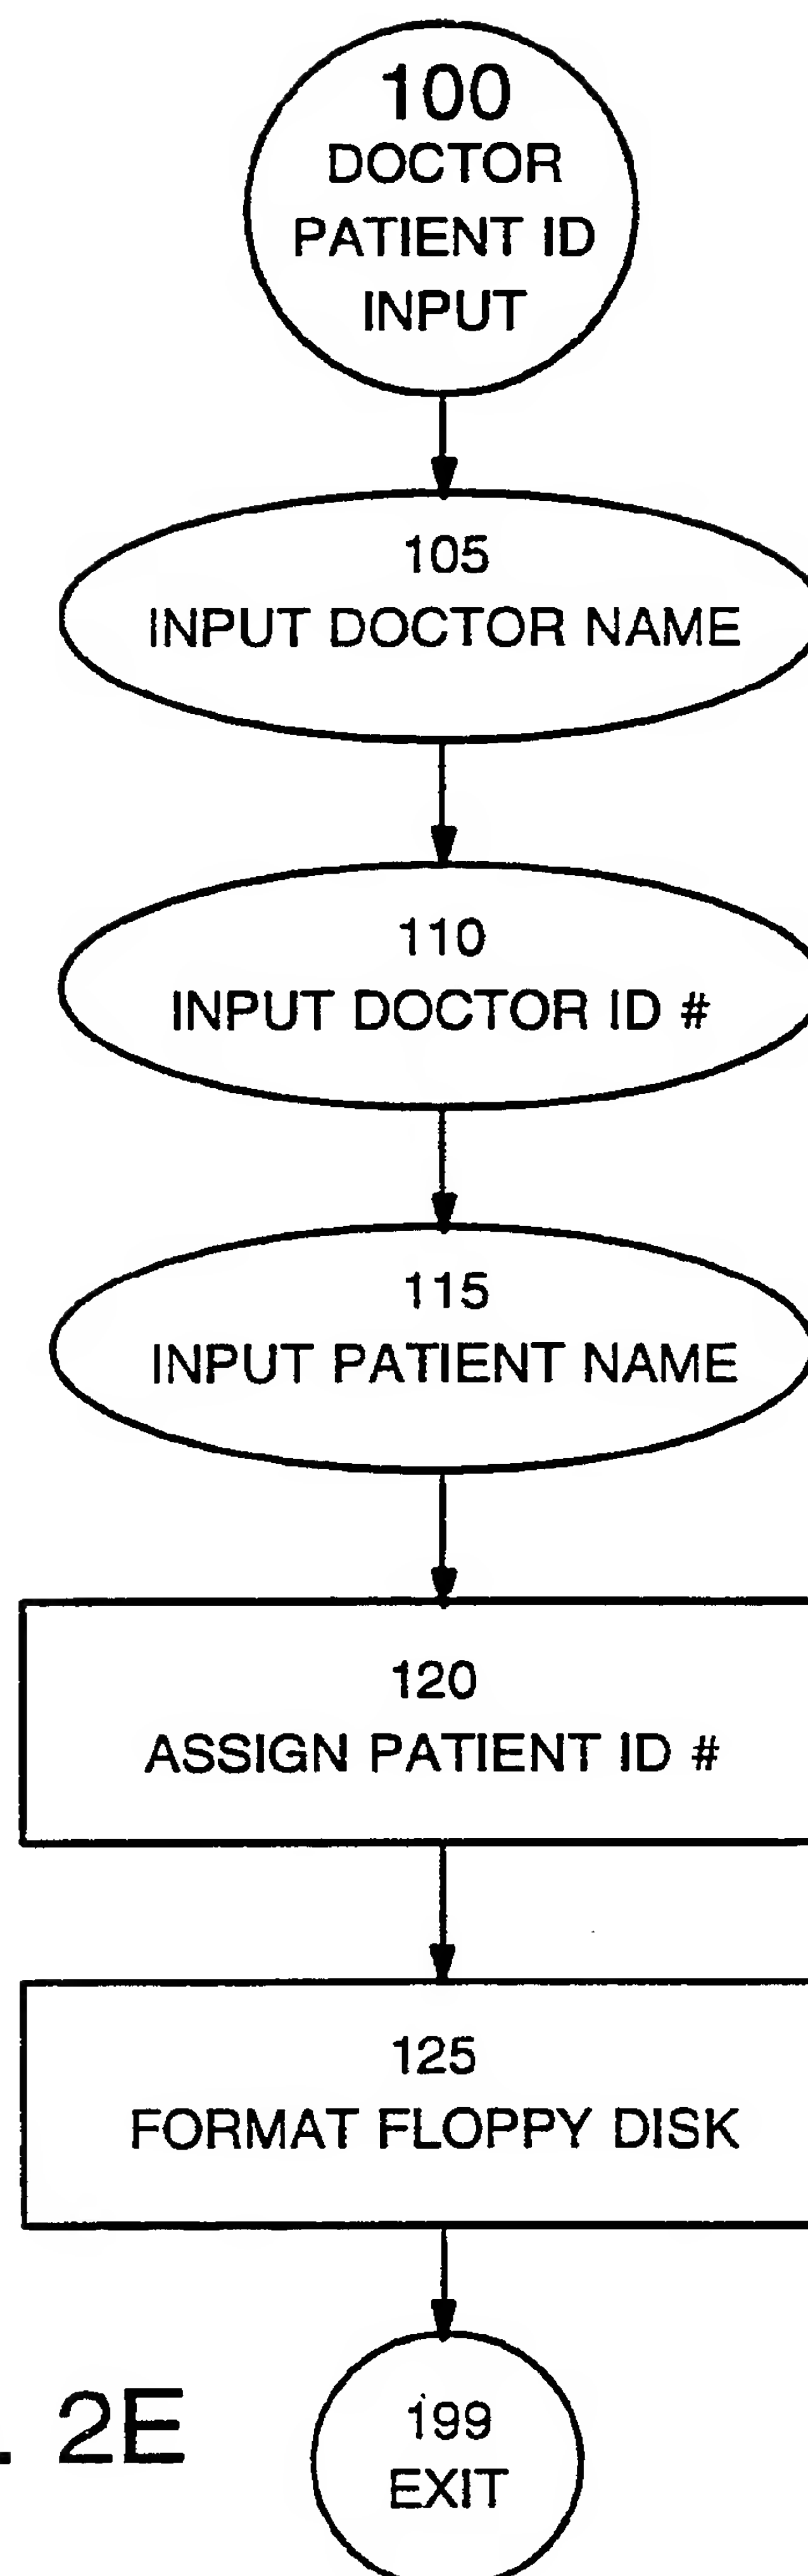 100
DOCTOR
PATIENT ID
INPUT
105
INPUT DOCTOR NAME
110
INPUT DOCTOR ID #
115
INPUT PATIENT NAME
120
ASSIGN PATIENT ID #
125
FORMAT FLOPPY DISK
. 2E
199
EXIT